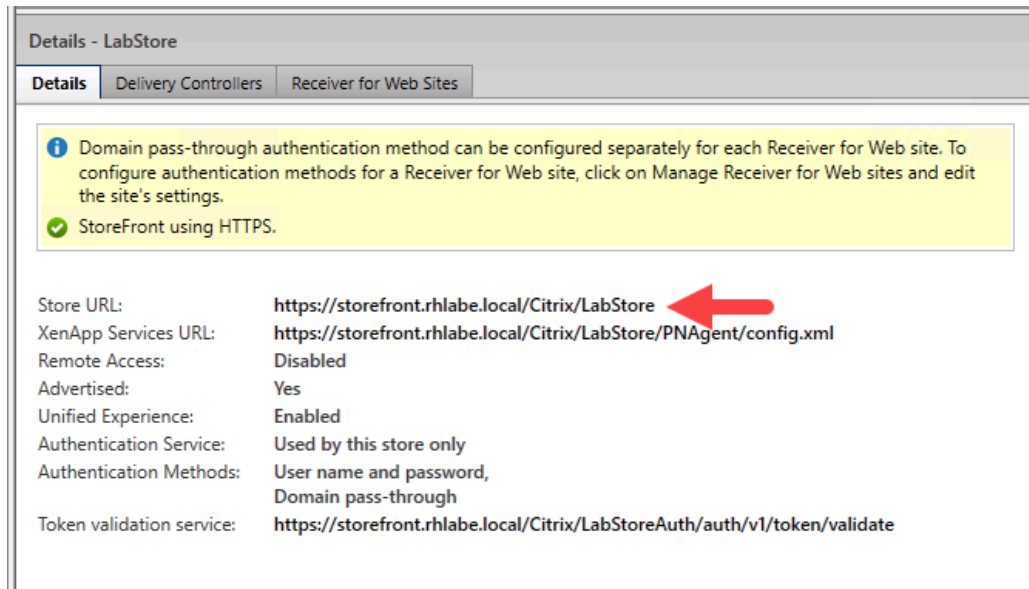 Details - LabStore
Details Delivery Controllers Receiver for Web Sites
Domain pass-through authentication method can be configured separately for each Receiver for Web site. To
configure authentication methods for a Receiver for Web site, click on Manage Receiver for Web sites and edit
the site's settings.
StoreFront using HTTPS.
Store URL: https://storefront.rhlabe.local/Citrix/LabStore
XenApp Services URL: https://storefront.rhlabe.local/Citrix/LabStore/PNAgent/config.xml
Remote Access: Disabled
Advertised: Yes
Unified Experience: Enabled
Authentication Service: Used by this store only
Authentication Methods: User name and password,
Domain pass-through
Token validation service: https://storefront.rhlabe.local/Citrix/LabStoreAuth/auth/v1/token/validate